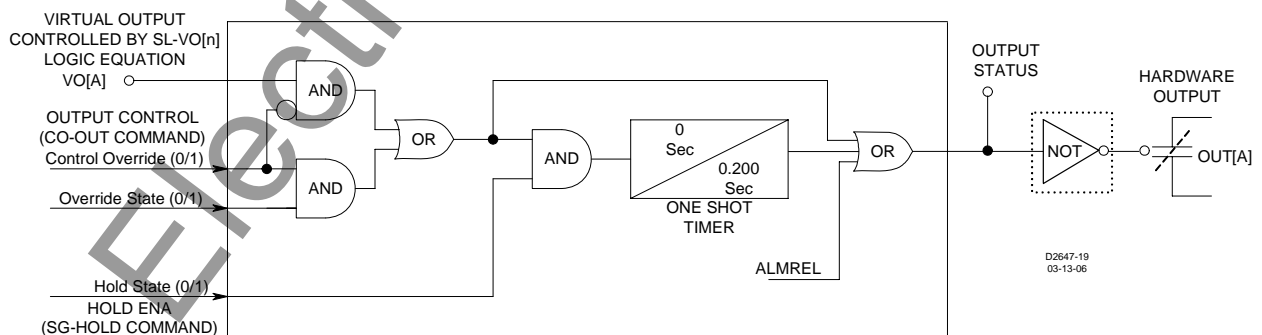 VIRTUAL OUTPUT
CONTROLLED BY SL-VO[n]
LOGIC EQUATION
VO[A]
OUTPUT CONTROL
(CO-OUT COMMAND)
Control Override (0/1)
Override State (0/1)
Hold State (0/1)
HOLD ENA
(SG-HOLD COMMAND)
AND
AND
OR
AND
0
Sec
0.200
Sec
ONE SHOT
TIMER
ALMREL
OR
OUTPUT
STATUS
NOT
HARDWARE
OUTPUT
OUT[A]
D2647-19
03-13-06
Electr